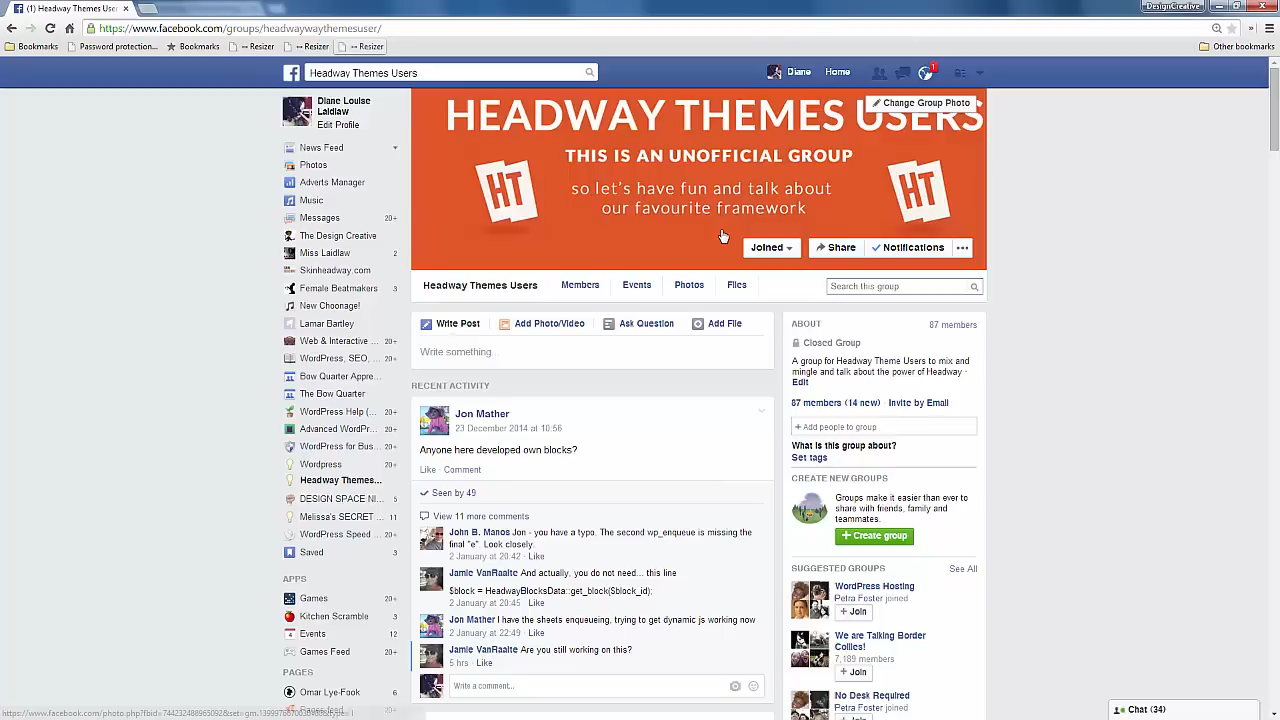 (1) Headway Themes User
DesignCreative
https://www.facebook.com/groups/headwaywaythemesuser/
Bookmarks
Password protection...
Bookmarks
↔ Resizer
↔ Resizer
↔ Resizer
Other bookmarks
Headway Themes Users
Diane
Home
1
Diane Louise
Laidlaw
Edit Profile
News Feed
Photos
Adverts Manager
Music
Messages 20+
The Design Creative
Miss Laidlaw 2
Skinheadway.com
Female Beatmakers 3
New Choonage!
Lamar Bartley
Web & Interactive ... 20+
WordPress, SEO, ... 20+
Bow Quarter Appre...
The Bow Quarter
WordPress Help (... 20+
Advanced WordPr... 20+
WordPress for Bus... 20+
Wordpress 20+
Headway Themes...
DESIGN SPACE NI... 5
Melissa's SECRET ... 11
WordPress Speed ... 20+
Saved 3
APPS
Games 20+
Kitchen Scramble 3
Events 12
Games Feed 20+
PAGES
Omar Lye-Fook 6
HEADWAY THEMES USERS
Change Group Photo
THIS IS AN UNOFFICIAL GROUP
so let's have fun and talk about
our favourite framework
HT
HT
Joined
Share
Notifications
Headway Themes Users
Members
Events
Photos
Files
Search this group
Write Post
Add Photo/Video
Ask Question
Add File
Write something...
RECENT ACTIVITY
Jon Mather
23 December 2014 at 10:56
Anyone here developed own blocks?
Like · Comment
Seen by 49
View 11 more comments
John B. Manos Jon - you have a typo. The second wp_enqueue is missing the
final "e". Look closely.
2 January at 20:42 · Like
Jamie VanRaalte And actually, you do not need... this line
$block = HeadwayBlocksData::get_block($block_id);
2 January at 20:45 · Like
Jon Mather I have the sheets enqueueing, trying to get dynamic js working now
2 January at 22:49 · Like
Jamie VanRaalte Are you still working on this?
5 hrs · Like
Write a comment...
ABOUT
87 members
Closed Group
A group for Headway Theme Users to mix and
mingle and talk about the power of Headway ·
Edit
87 members (14 new) · Invite by Email
+ Add people to group
What is this group about?
Set tags
CREATE NEW GROUPS
Groups make it easier than ever to
share with friends, family and
teammates.
+ Create group
SUGGESTED GROUPS
See All
WordPress Hosting
Petra Foster joined
+ Join
We are Talking Border
Collies!
7,189 members
+ Join
No Desk Required
Petra Foster joined
Chat (34)